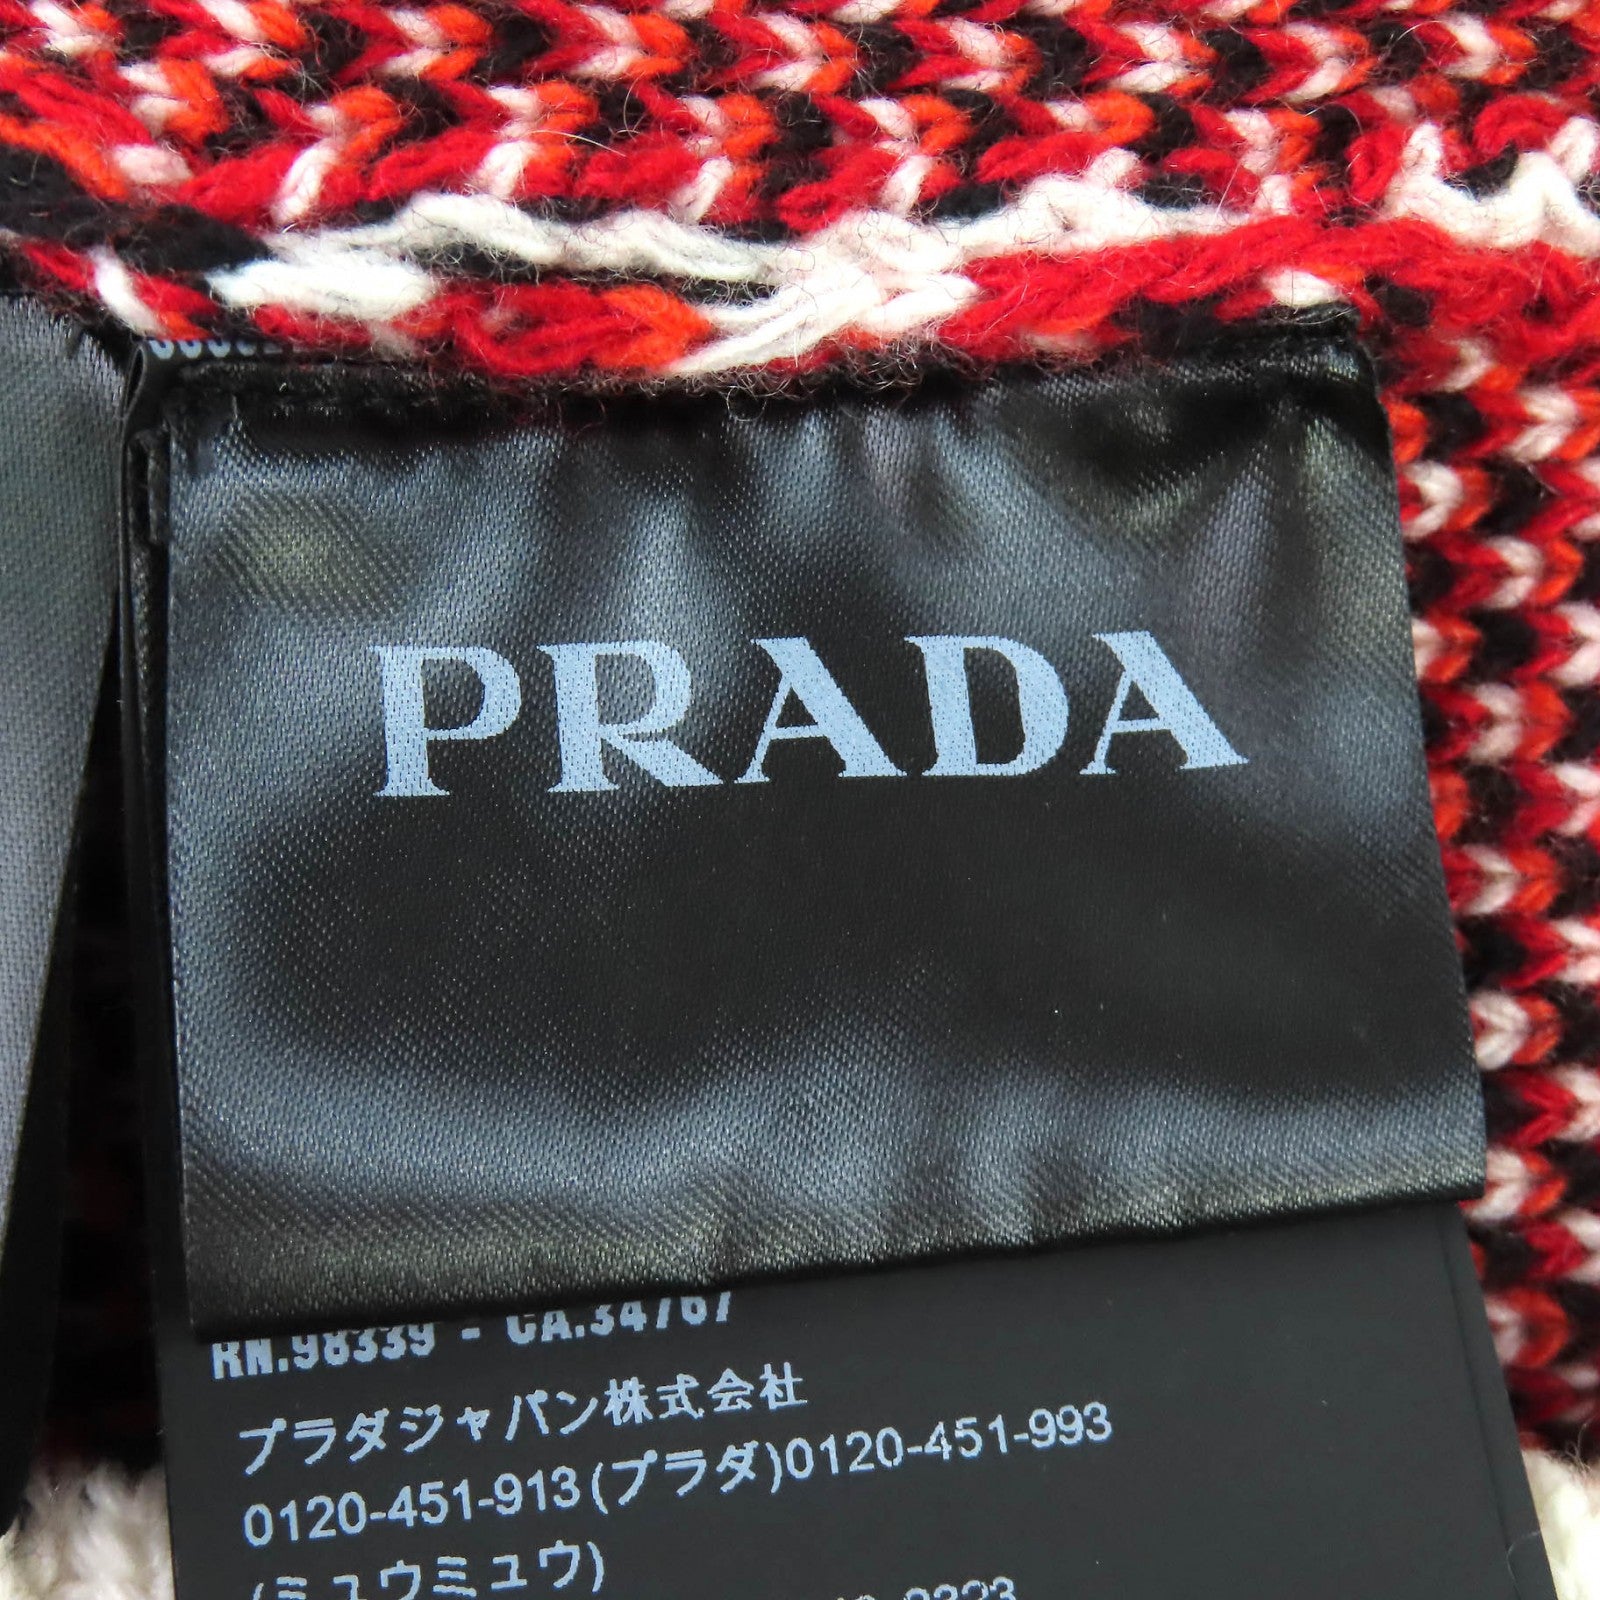 PRADA
RN.98339 - CA.34767
プラダジャパン株式会社
0120-451-913(プラダ)0120-451-993
(ミュウミュウ)